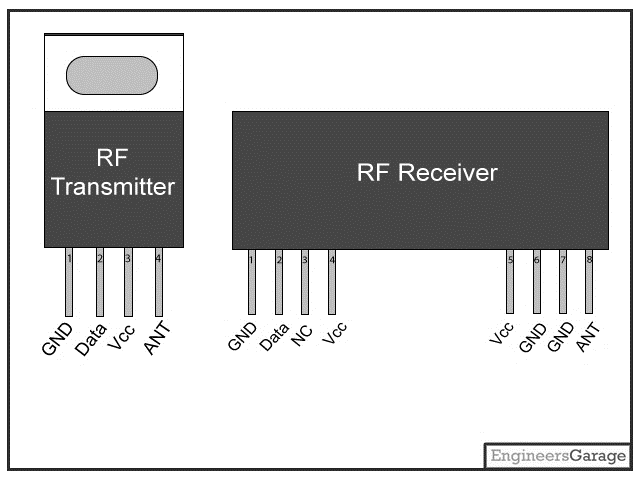 RF
Transmitter
1 2 3 4
GND Data Vcc ANT
RF Receiver
1 2 3 4 5 6 7 8
GND Data NC Vcc Vcc GND GND ANT
EngineersGarage